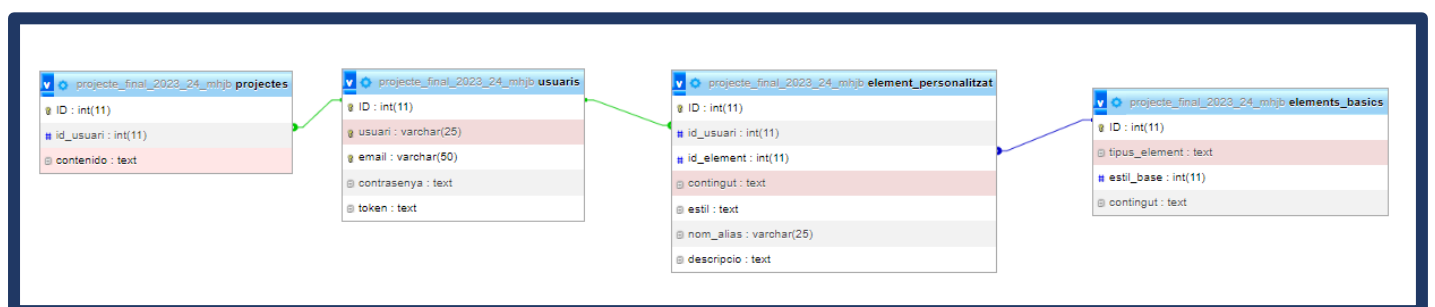 projecte_final_2023_24_mhjb projectes
ID : int(11)
# id_usuari : int(11)
contenido : text
projecte_final_2023_24_mhjb usuaris
ID : int(11)
usuari : varchar(25)
email : varchar(50)
contrasenya : text
token : text
projecte_final_2023_24_mhjb element_personalitzat
ID : int(11)
# id_usuari : int(11)
# id_element : int(11)
contingut : text
estil : text
nom_alias : varchar(25)
descripcio : text
projecte_final_2023_24_mhjb elements_basics
ID : int(11)
tipus_element : text
# estil_base : int(11)
contingut : text